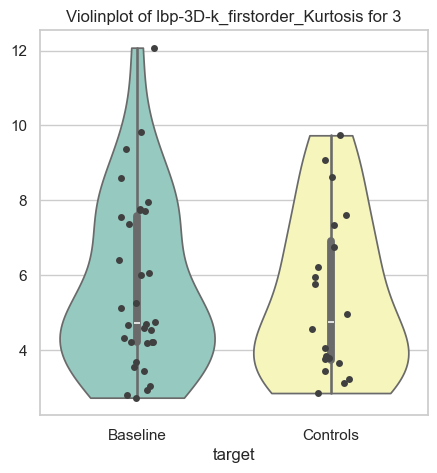 Violinplot of lbp-3D-k_firstorder_Kurtosis for 3
12
10
8
6
4
Baseline Controls
target